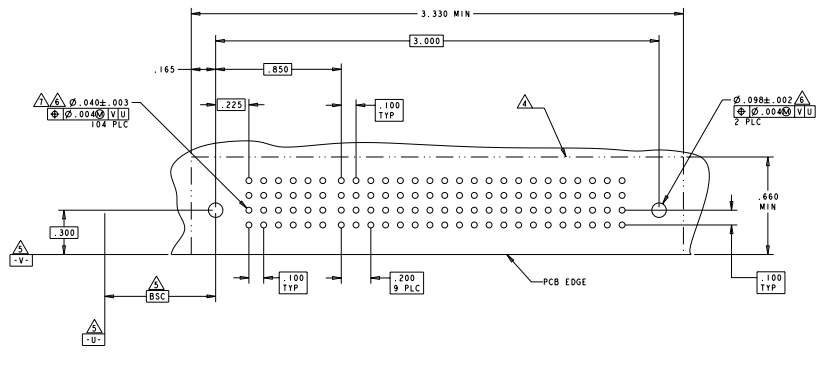 3.330 MIN
3.000
.165
.850
7 6 Ø.040±.003
⌖ Ø.004Ⓜ V U
104 PLC
.225
.100
TYP
4
Ø.098±.002 6
⌖ Ø.004Ⓜ V U
2 PLC
.660
MIN
.300
5
-V-
.100
TYP
.200
9 PLC
PCB EDGE
.100
TYP
5
BSC
5
-U-